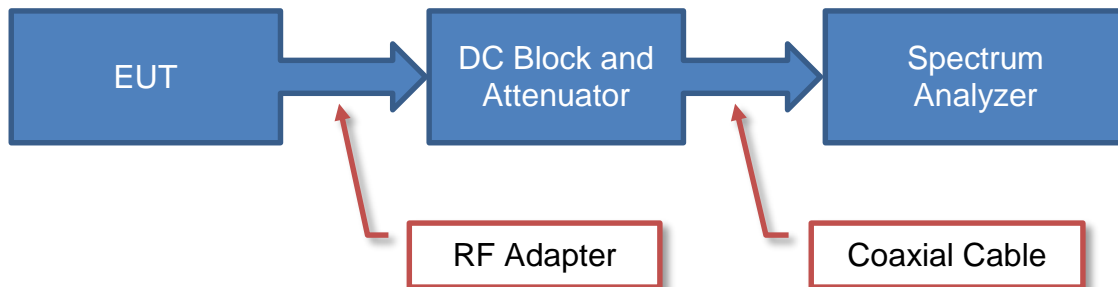 EUT
DC Block and
Attenuator
Spectrum
Analyzer
RF Adapter
Coaxial Cable